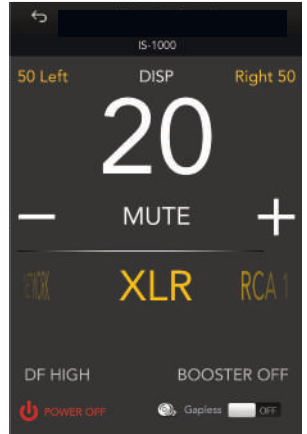 IS-1000
50 Left DISP Right 50
20
MUTE
XLR RCA 1
DF HIGH BOOSTER OFF
POWER OFF Gapless OFF